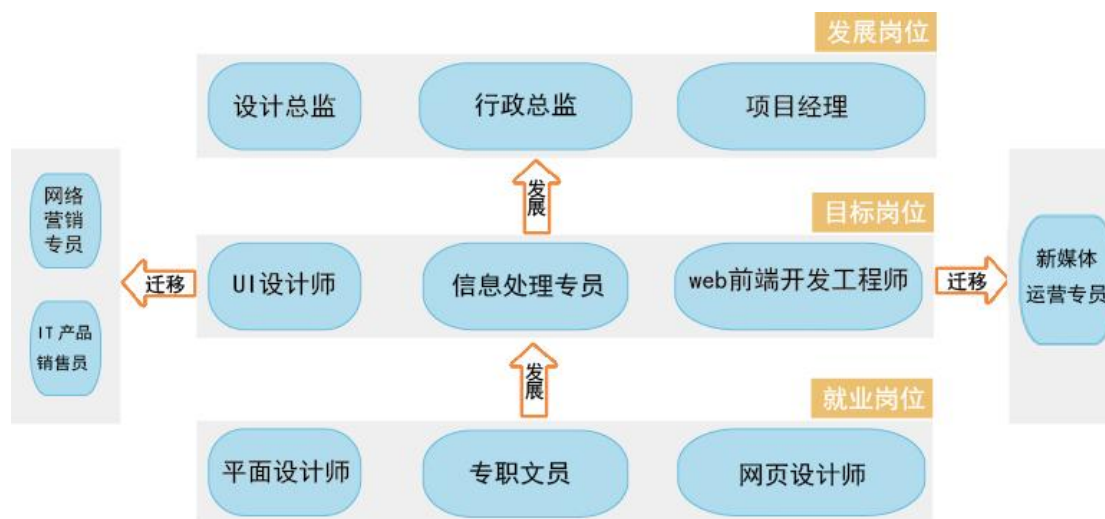 发展岗位
设计总监
行政总监
项目经理
发展
目标岗位
网络
营销
专员
IT 产品
销售员
迁移
UI设计师
信息处理专员
web前端开发工程师
迁移
新媒体
运营专员
发展
就业岗位
平面设计师
专职文员
网页设计师